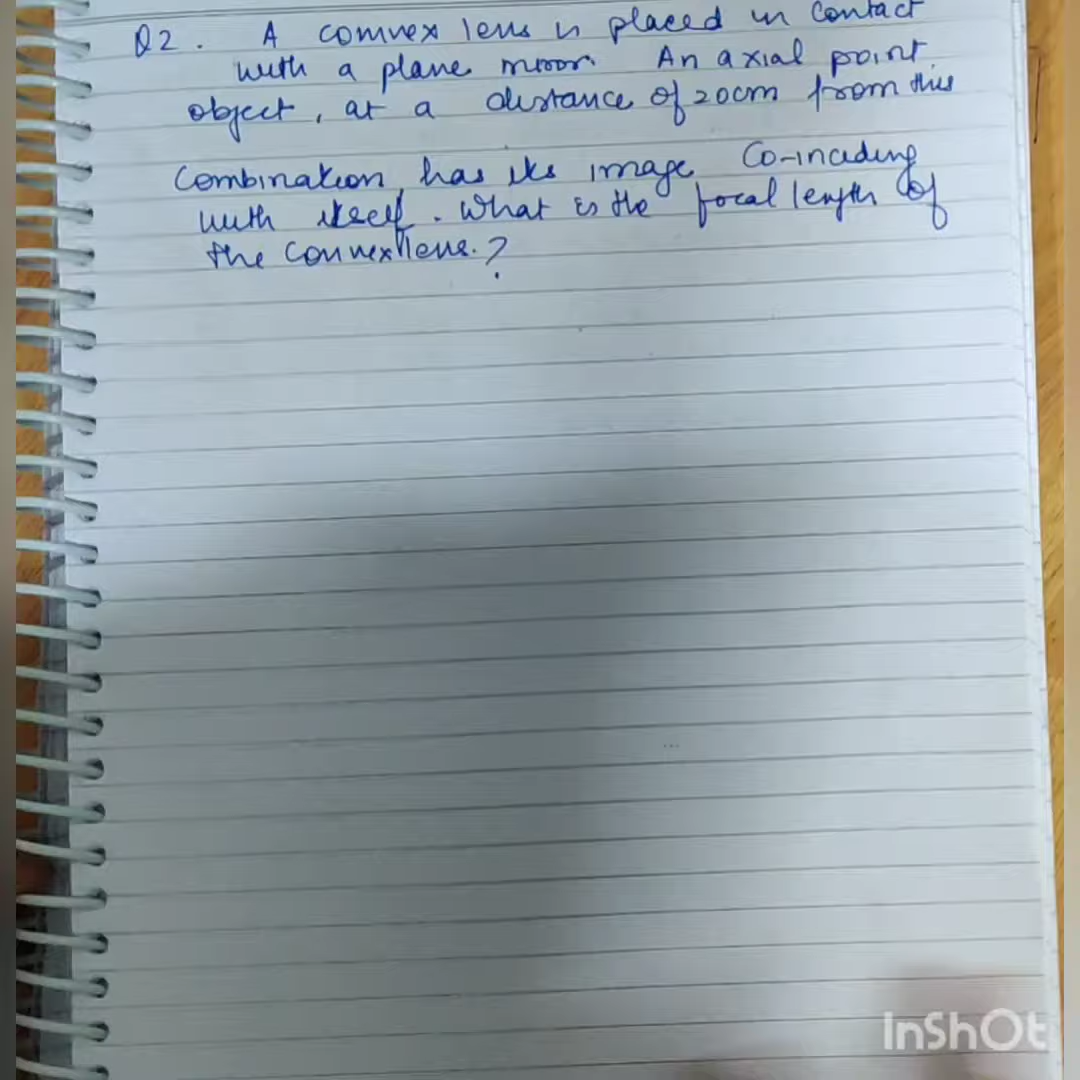 Q2. A convex lens is placed in contact
with a plane mirror. An axial point
object, at a distance of 20cm from this
Combination, has its image Co-inciding
with itself. What is the focal length of
the convex lens.?
InShOt